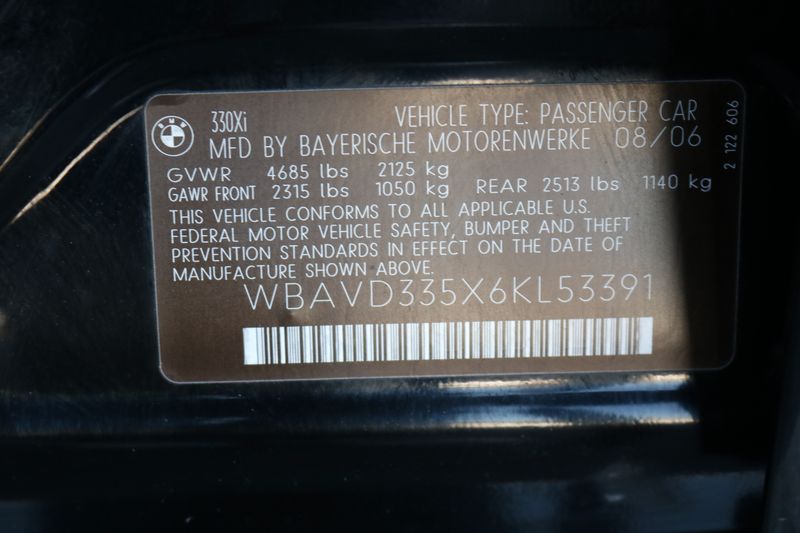 330Xi VEHICLE TYPE: PASSENGER CAR
MFD BY BAYERISCHE MOTORENWERKE 08/06
GVWR 4685 lbs 2125 kg
GAWR FRONT 2315 lbs 1050 kg REAR 2513 lbs 1140 kg
THIS VEHICLE CONFORMS TO ALL APPLICABLE U.S.
FEDERAL MOTOR VEHICLE SAFETY, BUMPER AND THEFT
PREVENTION STANDARDS IN EFFECT ON THE DATE OF
MANUFACTURE SHOWN ABOVE.
WBAVD335X6KL53391
2 122 606
BMW